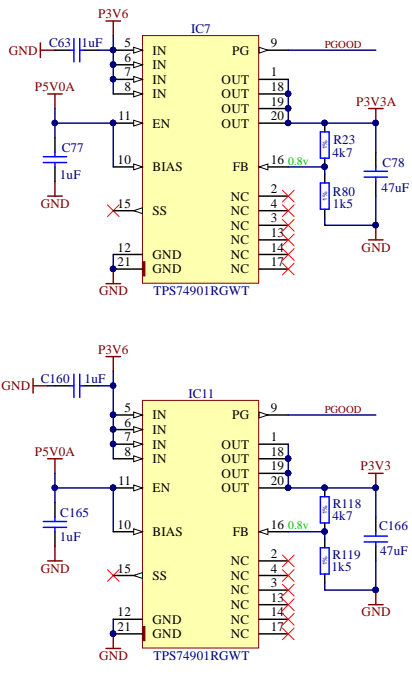 P3V6
GND C63 1uF
IC7
5 IN PG 9 PGOOD
6 IN
7 IN OUT 1
8 IN OUT 18
OUT 19
P5V0A
11 EN OUT 20
P3V3A
C77
1uF
GND
R23
4k7
10 BIAS FB 16 0.8v
C78
47uF
R80
1k5
NC 2
15 SS NC 4
NC 3
NC 13
12 GND NC 14
21 GND NC 17
GND
GND
TPS74901RGWT
P3V6
GND C160 1uF
IC11
5 IN PG 9 PGOOD
6 IN
7 IN OUT 1
8 IN OUT 18
OUT 19
P5V0A
11 EN OUT 20
P3V3
C165
1uF
GND
R118
4k7
10 BIAS FB 16 0.8v
C166
47uF
R119
1k5
NC 2
15 SS NC 4
NC 3
NC 13
12 GND NC 14
21 GND NC 17
GND
GND
TPS74901RGWT